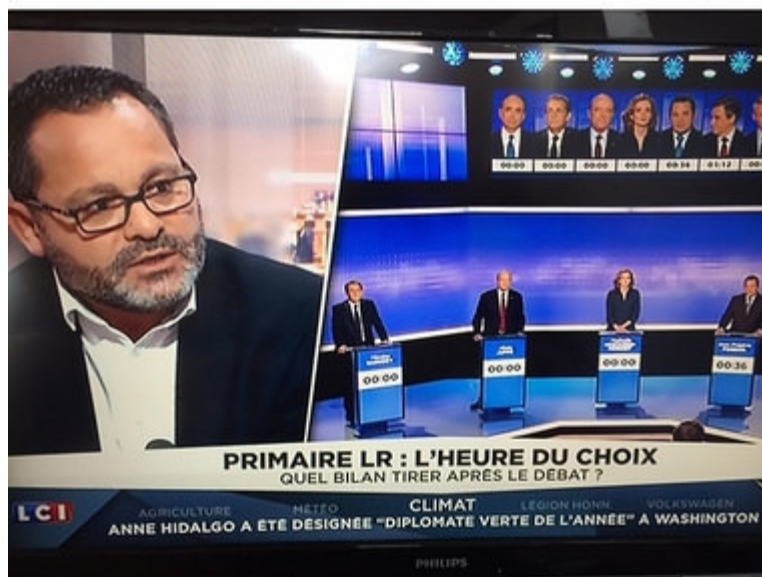 00:00 00:00 00:00 00:00 00:36 01:12
JUPPÉ
00:00 00:00 00:00 00:36
PRIMAIRE LR : L'HEURE DU CHOIX
QUEL BILAN TIRER APRÈS LE DÉBAT ?
LCI
AGRICULTURE MÉTÉO CLIMAT LÉGION HONN. VOLKSWAGEN
ANNE HIDALGO A ÉTÉ DÉSIGNÉE "DIPLOMATE VERTE DE L'ANNÉE" A WASHINGTON
PHILIPS